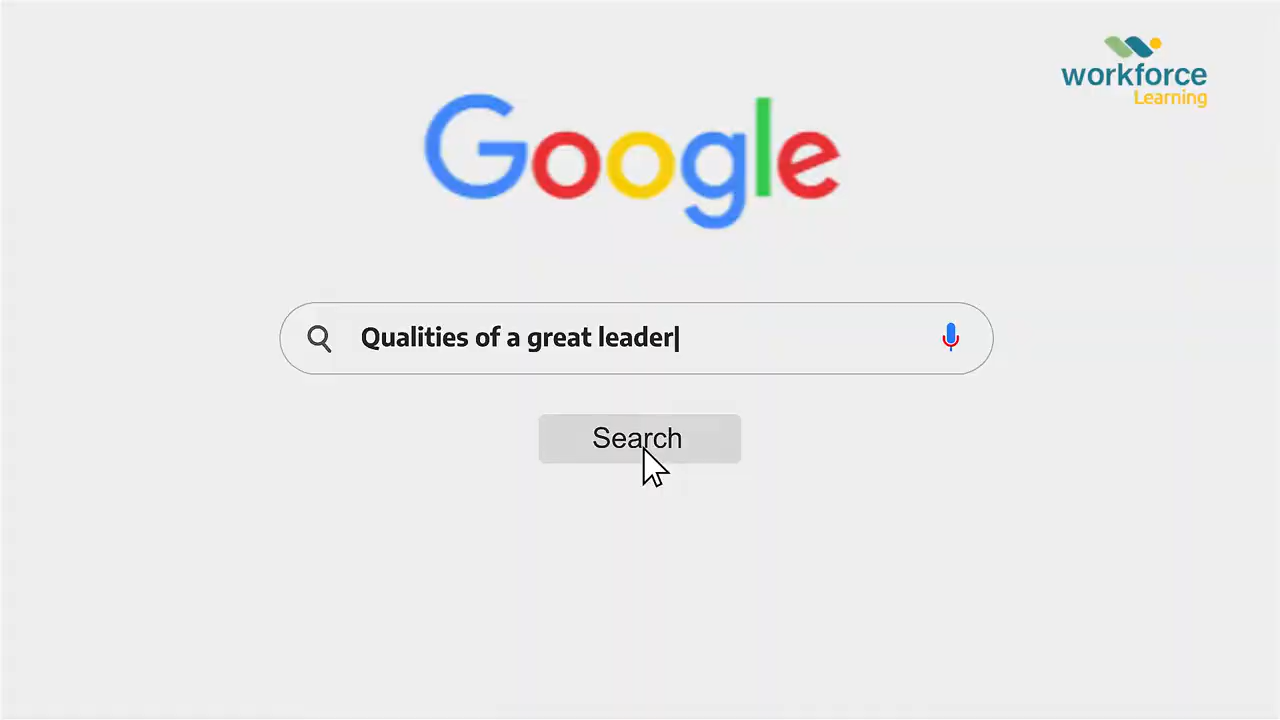 workforce
Learning
Google
Qualities of a great leader
Search